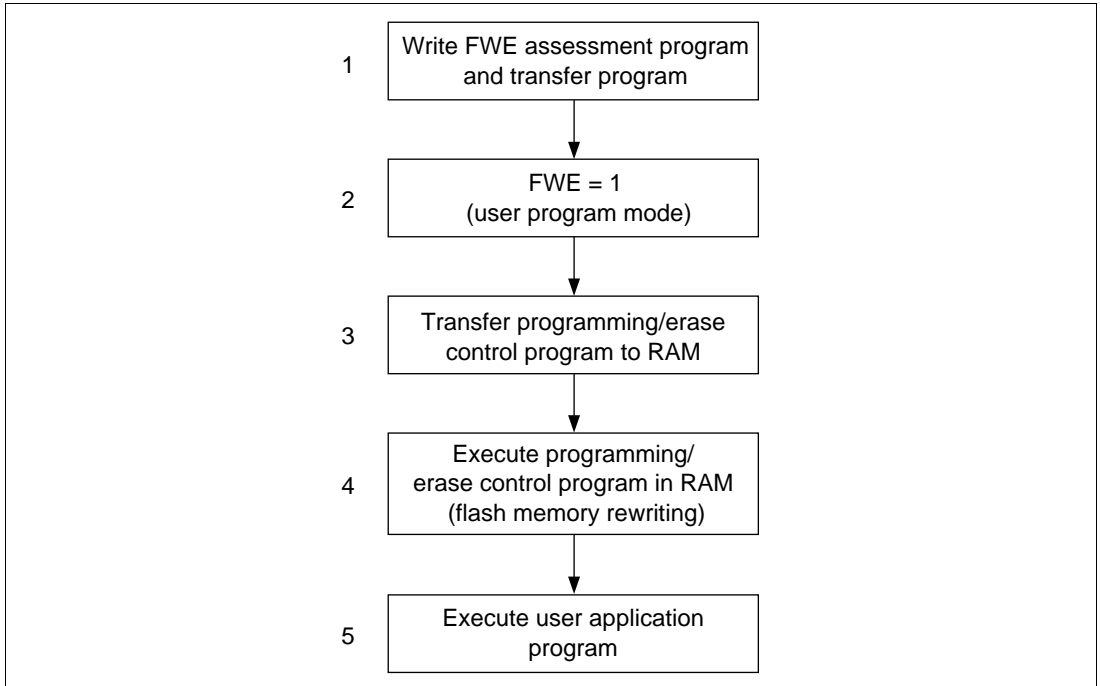 1
Write FWE assessment program
and transfer program
2
FWE = 1
(user program mode)
3
Transfer programming/erase
control program to RAM
4
Execute programming/
erase control program in RAM
(flash memory rewriting)
5
Execute user application
program